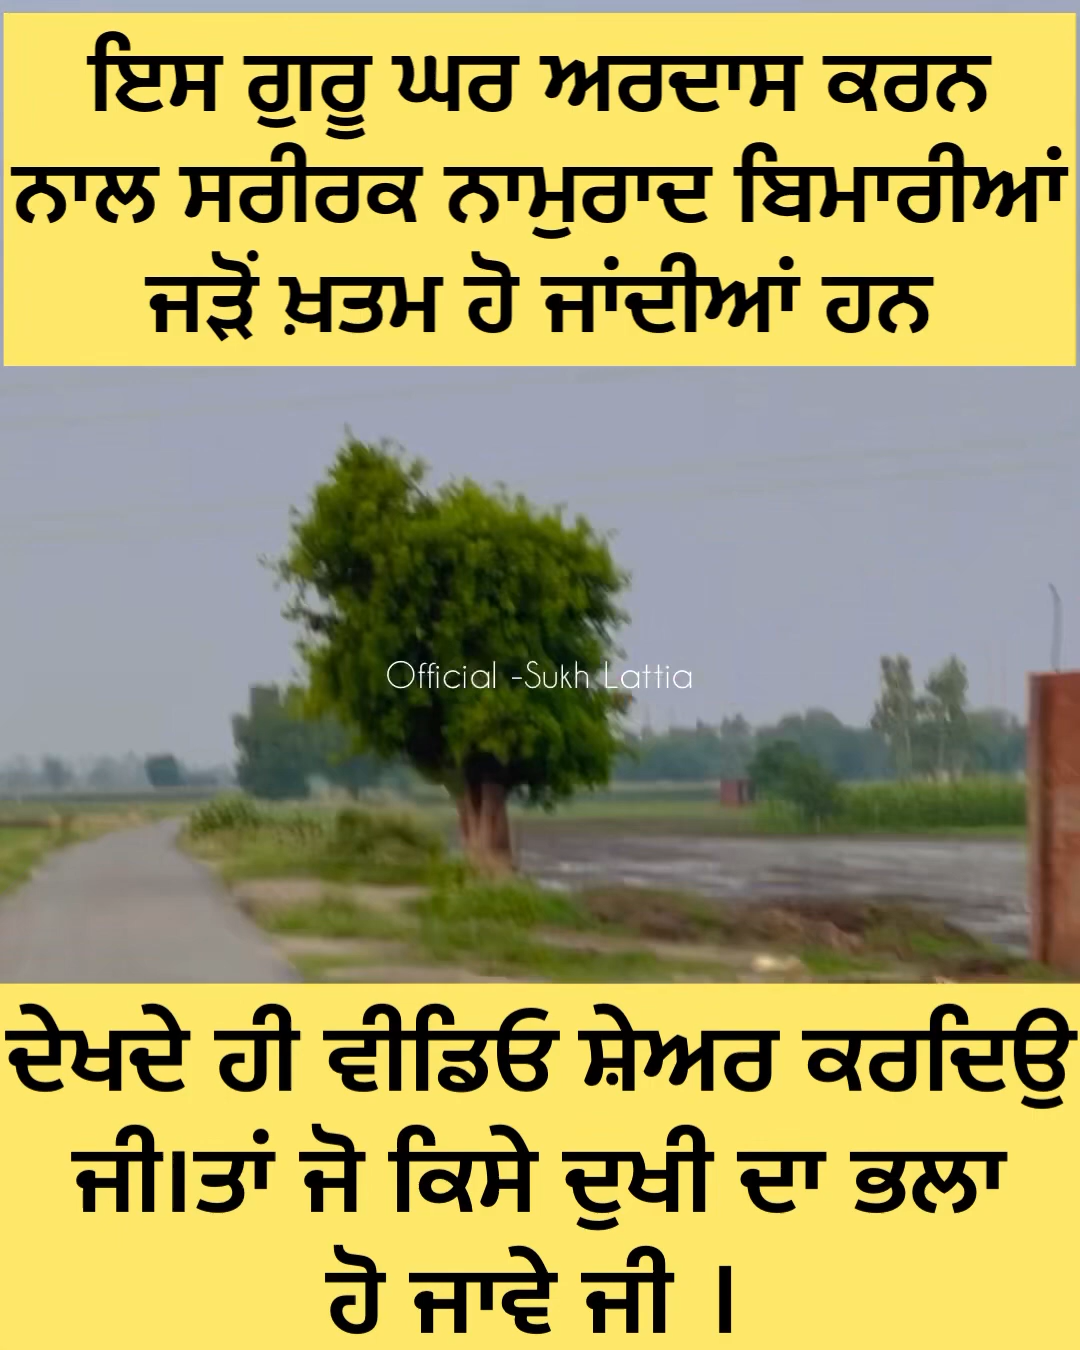 ਇਸ ਗੁਰੂ ਘਰ ਅਰਦਾਸ ਕਰਨ
ਨਾਲ ਸਰੀਰਕ ਨਾਮੁਰਾਦ ਬਿਮਾਰੀਆਂ
ਜੜੋਂ ਖ਼ਤਮ ਹੋ ਜਾਂਦੀਆਂ ਹਨ
Official -Sukh Lattia
ਦੇਖਦੇ ਹੀ ਵੀਡਿਓ ਸ਼ੇਅਰ ਕਰਦਿਉ
ਜੀ।ਤਾਂ ਜੋ ਕਿਸੇ ਦੁਖੀ ਦਾ ਭਲਾ
ਹੋ ਜਾਵੇ ਜੀ ।